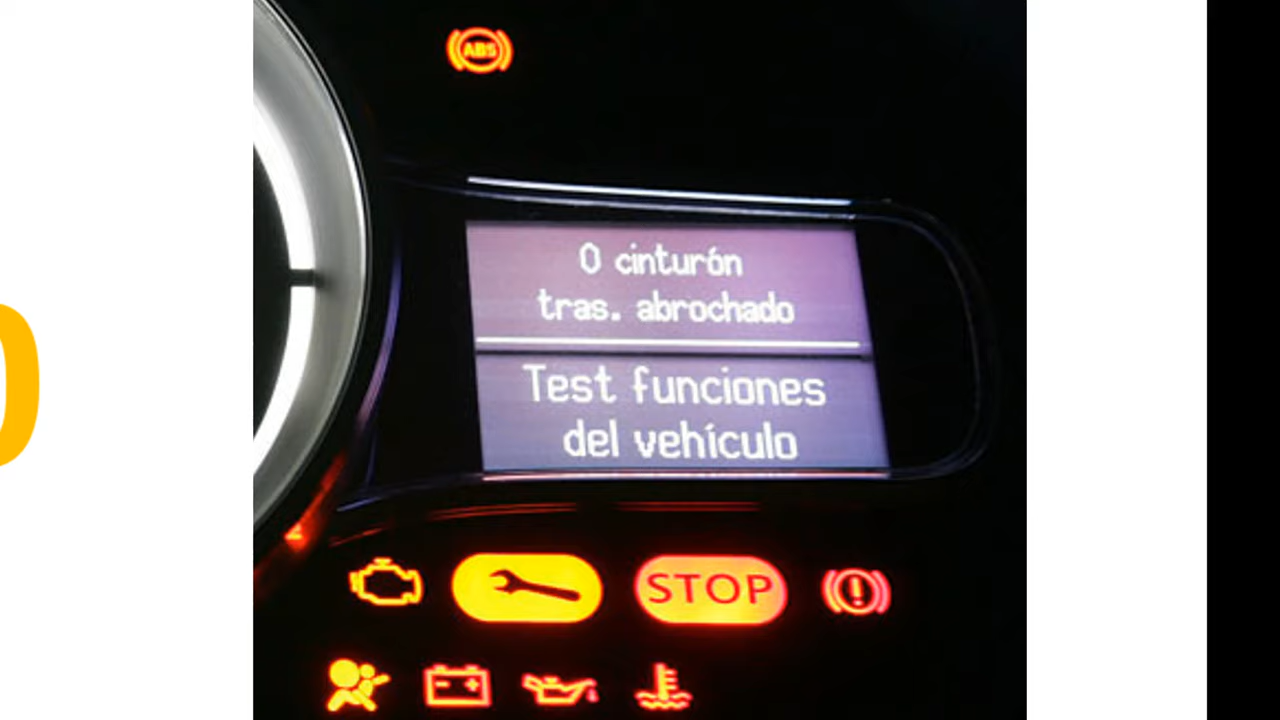 ABS
0 cinturón
tras. abrochado
Test funciones
del vehículo
STOP